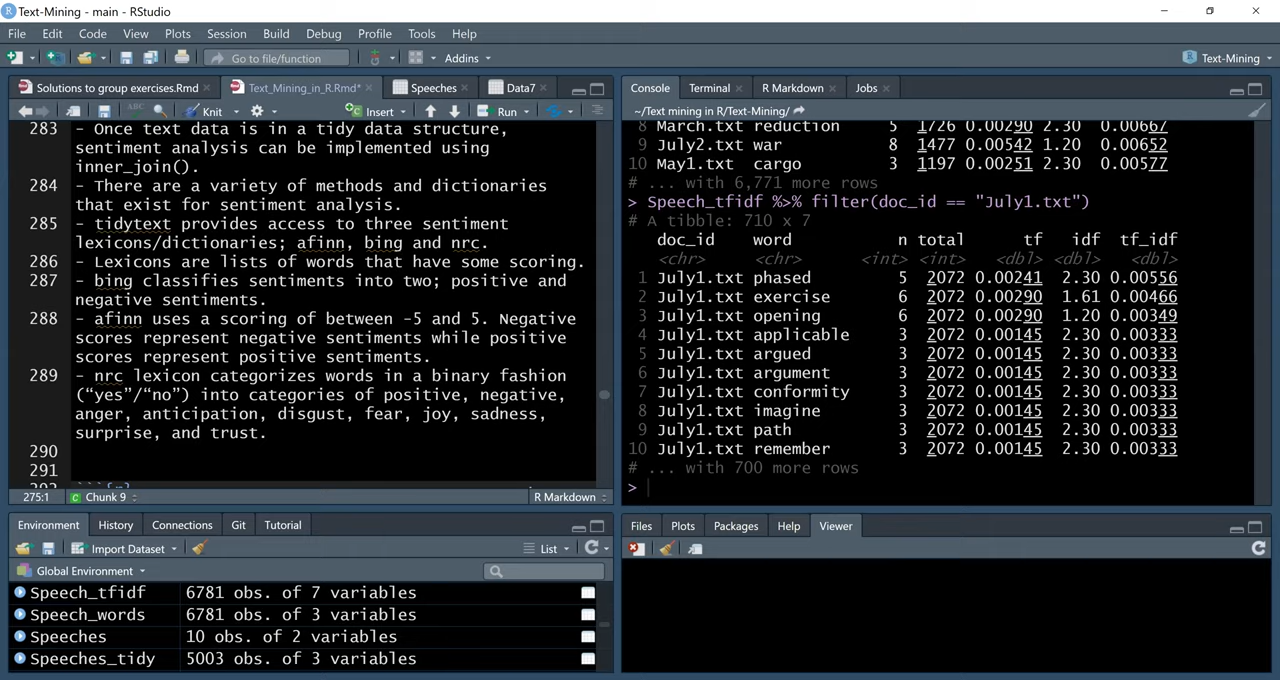 Text-Mining - main - RStudio
File Edit Code View Plots Session Build Debug Profile Tools Help
Go to file/function Addins Text-Mining
Solutions to group exercises.Rmd Text_Mining_in_R.Rmd* Speeches Data7
Knit Insert Run
283 - Once text data is in a tidy data structure,
sentiment analysis can be implemented using
inner_join().
284 - There are a variety of methods and dictionaries
that exist for sentiment analysis.
285 - tidytext provides access to three sentiment
lexicons/dictionaries; afinn, bing and nrc.
286 - Lexicons are lists of words that have some scoring.
287 - bing classifies sentiments into two; positive and
negative sentiments.
288 - afinn uses a scoring of between -5 and 5. Negative
scores represent negative sentiments while positive
scores represent positive sentiments.
289 - nrc lexicon categorizes words in a binary fashion
(“yes”/“no”) into categories of positive, negative,
anger, anticipation, disgust, fear, joy, sadness,
surprise, and trust.
290
291
275:1 Chunk 9 R Markdown
Console Terminal R Markdown Jobs
~/Text mining in R/Text-Mining/
8 March.txt reduction 5 1726 0.00290 2.30 0.00667
9 July2.txt war 8 1477 0.00542 1.20 0.00652
10 May1.txt cargo 3 1197 0.00251 2.30 0.00577
# ... with 6,771 more rows
> Speech_tfidf %>% filter(doc_id == "July1.txt")
# A tibble: 710 x 7
doc_id word n total tf idf tf_idf
<chr> <chr> <int> <int> <dbl> <dbl> <dbl>
1 July1.txt phased 5 2072 0.00241 2.30 0.00556
2 July1.txt exercise 6 2072 0.00290 1.61 0.00466
3 July1.txt opening 6 2072 0.00290 1.20 0.00349
4 July1.txt applicable 3 2072 0.00145 2.30 0.00333
5 July1.txt argued 3 2072 0.00145 2.30 0.00333
6 July1.txt argument 3 2072 0.00145 2.30 0.00333
7 July1.txt conformity 3 2072 0.00145 2.30 0.00333
8 July1.txt imagine 3 2072 0.00145 2.30 0.00333
9 July1.txt path 3 2072 0.00145 2.30 0.00333
10 July1.txt remember 3 2072 0.00145 2.30 0.00333
# ... with 700 more rows
>
Environment History Connections Git Tutorial
Import Dataset List
Global Environment
Speech_tfidf 6781 obs. of 7 variables
Speech_words 6781 obs. of 3 variables
Speeches 10 obs. of 2 variables
Speeches_tidy 5003 obs. of 3 variables
Files Plots Packages Help Viewer